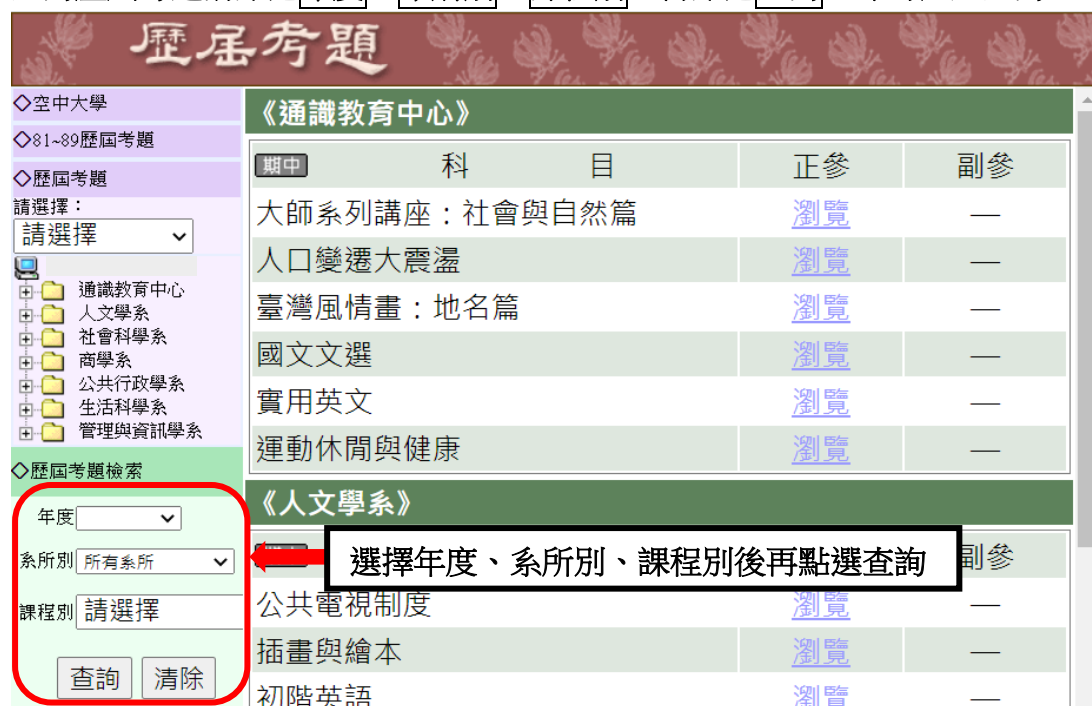 歷屆考題
◇空中大學
◇81~89歷屆考題
◇歷屆考題
請選擇：
請選擇
通識教育中心
人文學系
社會科學系
商學系
公共行政學系
生活科學系
管理與資訊學系
◇歷屆考題檢索
年度
系所別 所有系所
課程別 請選擇
查詢 清除
《通識教育中心》
期中 科 目 正參 副參
大師系列講座：社會與自然篇 瀏覽 —
人口變遷大震盪 瀏覽 —
臺灣風情畫：地名篇 瀏覽 —
國文文選 瀏覽 —
實用英文 瀏覽 —
運動休閒與健康 瀏覽 —
《人文學系》
選擇年度、系所別、課程別後再點選查詢
副參
公共電視制度 瀏覽 —
插畫與繪本 瀏覽 —
初階英語 瀏覽 —